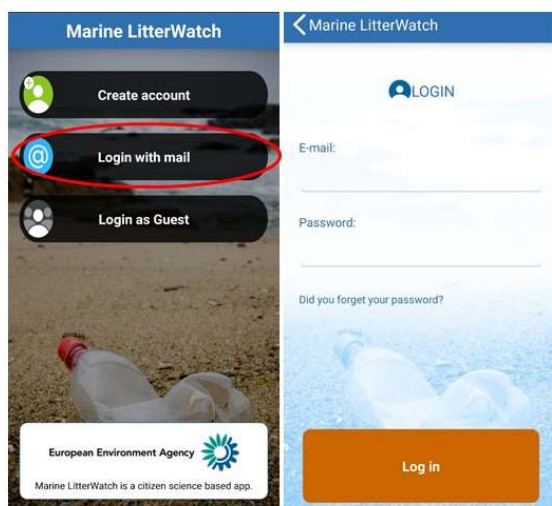 Marine LitterWatch
Create account
@
Login with mail
Login as Guest
European Environment Agency
Marine LitterWatch is a citizen science based app.
Marine LitterWatch
LOGIN
E-mail:
Password:
Did you forget your password?
Log in